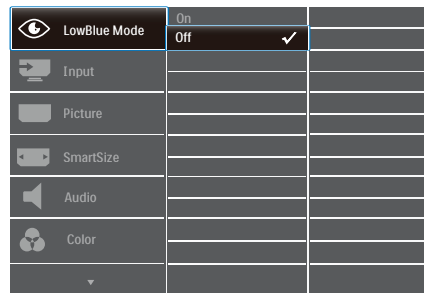 LowBlue Mode
On
Off
Input
Picture
SmartSize
Audio
Color